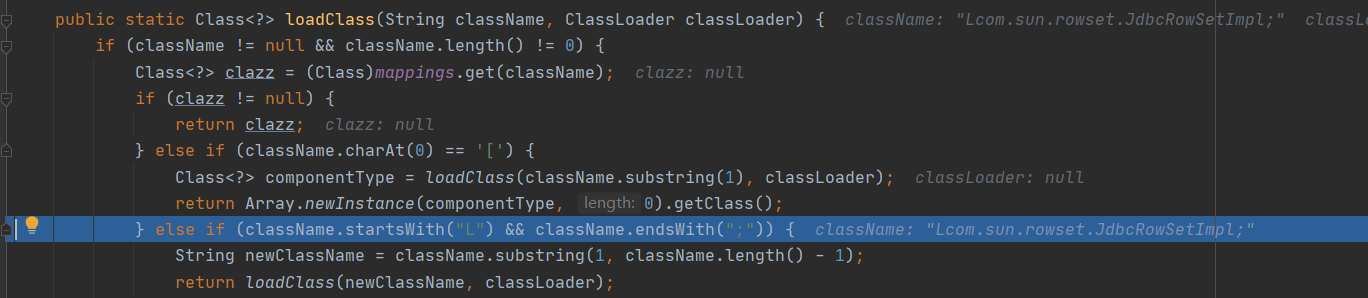 public static Class<?> loadClass(String className, ClassLoader classLoader) { className: "Lcom.sun.rowset.JdbcRowSetImpl;"
if (className != null && className.length() != 0) {
Class<?> clazz = (Class)mappings.get(className); clazz: null
if (clazz != null) {
return clazz; clazz: null
} else if (className.charAt(0) == '[') {
Class<?> componentType = loadClass(className.substring(1), classLoader); classLoader: null
return Array.newInstance(componentType, length: 0).getClass();
} else if (className.startsWith("L") && className.endsWith(";")) { className: "Lcom.sun.rowset.JdbcRowSetImpl;"
String newClassName = className.substring(1, className.length() - 1);
return loadClass(newClassName, classLoader);